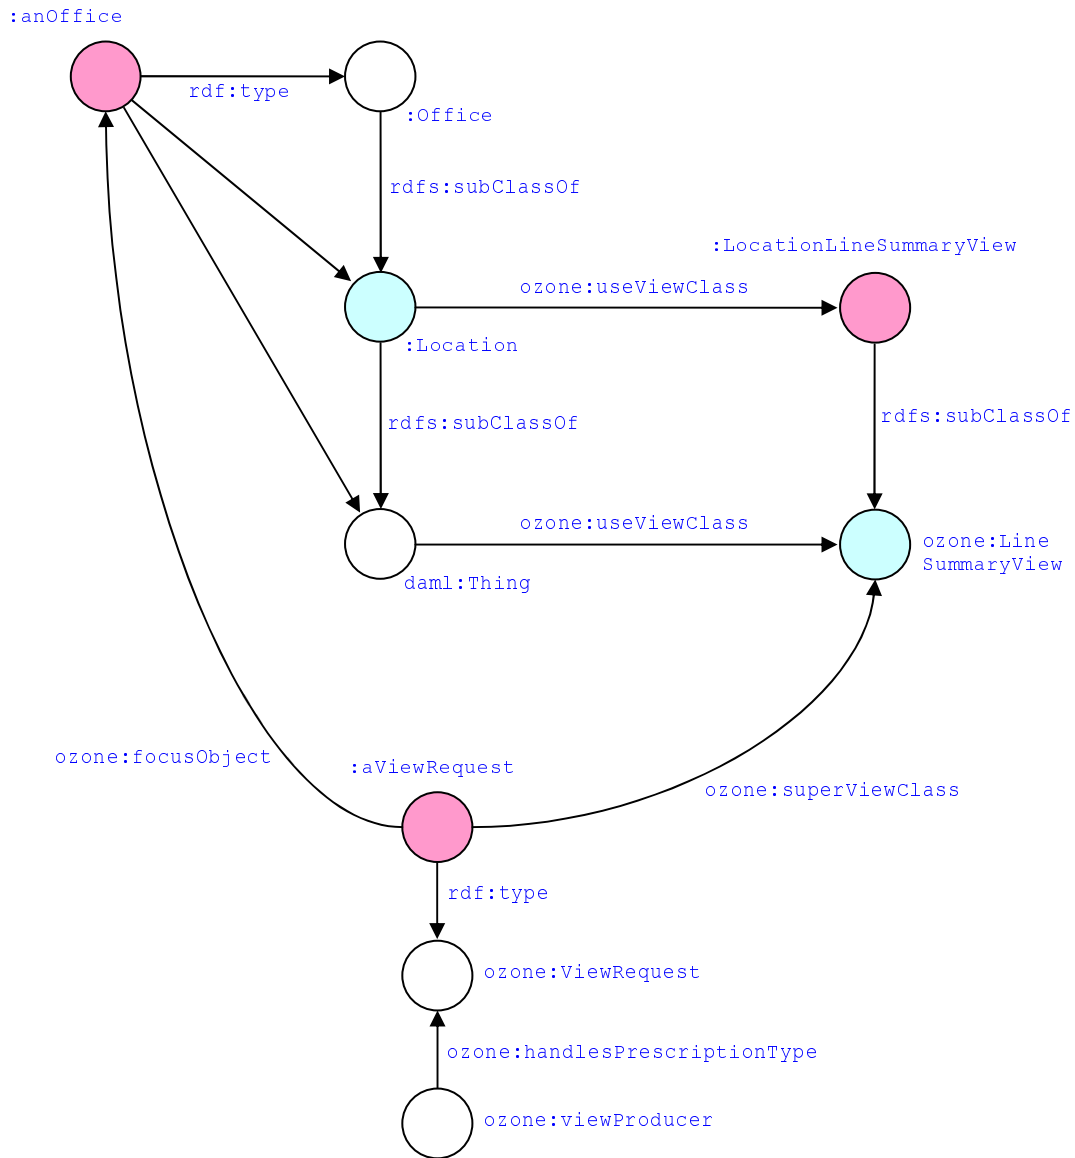 :anOffice
rdf:type
:Office
rdfs:subClassOf
:LocationLineSummaryView
ozone:useViewClass
:Location
rdfs:subClassOf
rdfs:subClassOf
ozone:useViewClass
ozone:Line
SummaryView
daml:Thing
ozone:focusObject
:aViewRequest
ozone:superViewClass
rdf:type
ozone:ViewRequest
ozone:handlesPrescriptionType
ozone:viewProducer